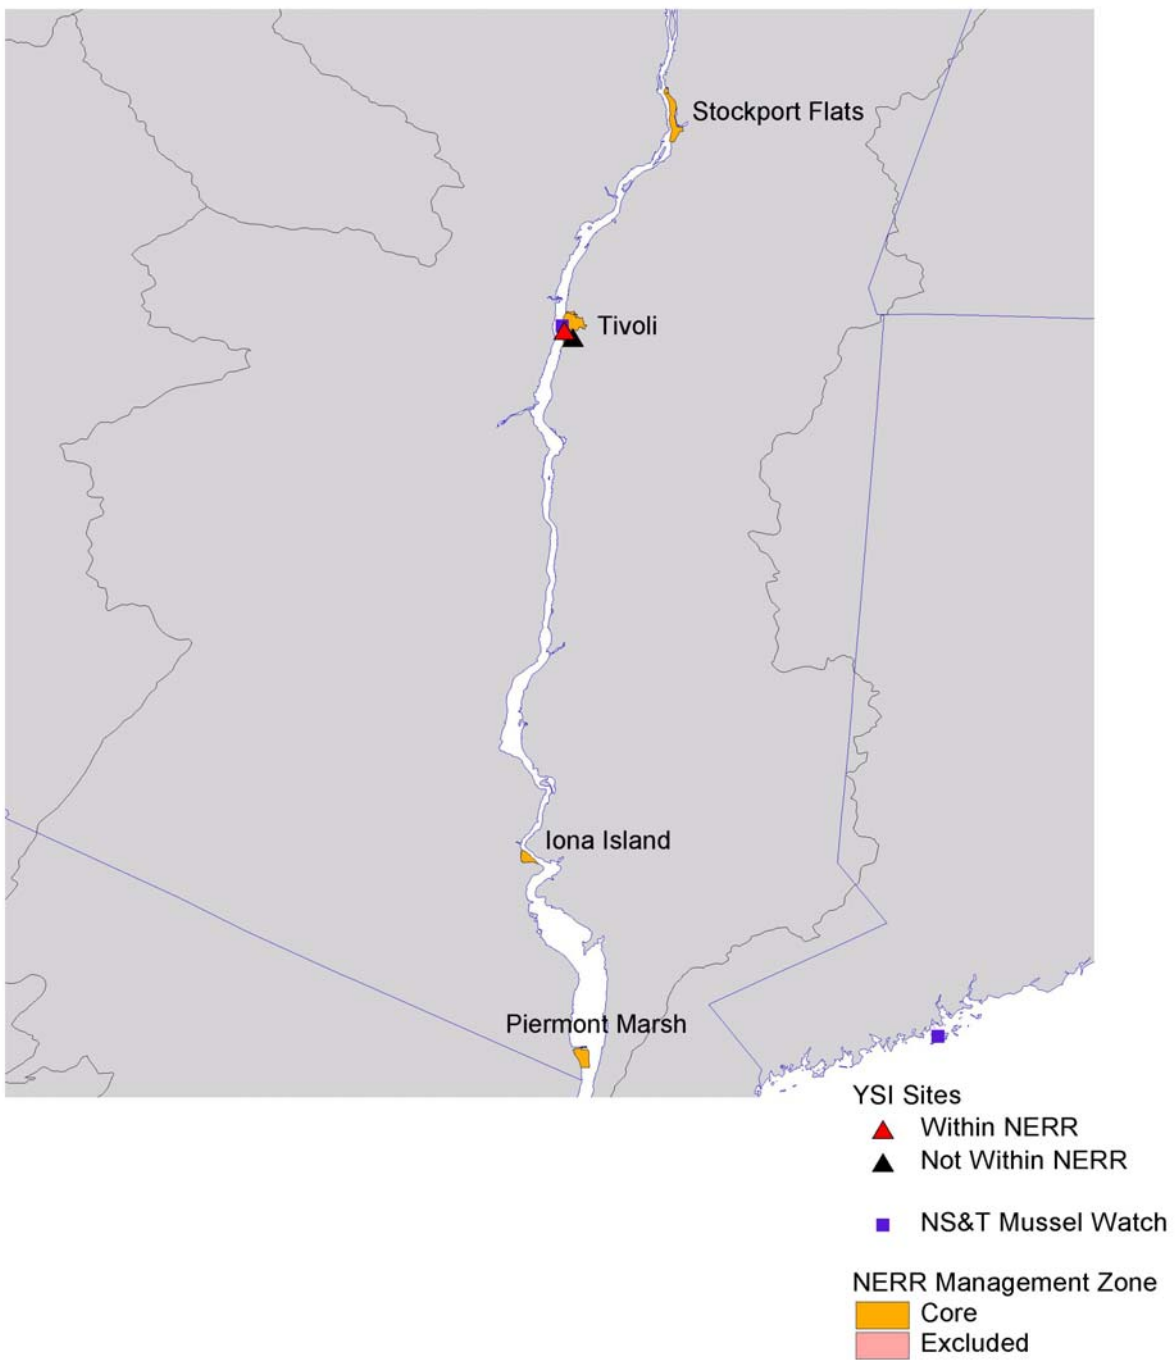 Stockport Flats
Tivoli
Iona Island
Piermont Marsh
YSI Sites
Within NERR
Not Within NERR
NS&T Mussel Watch
NERR Management Zone
Core
Excluded